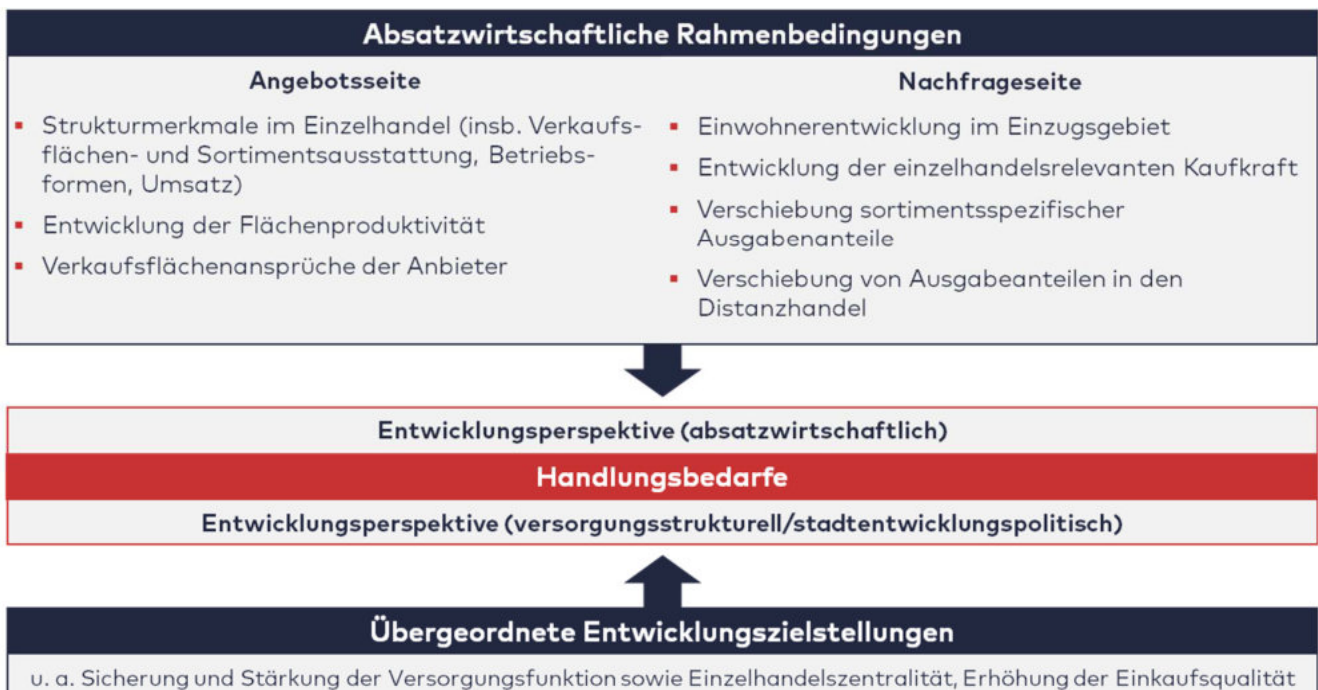 Absatzwirtschaftliche Rahmenbedingungen
Angebotsseite
▪ Strukturmerkmale im Einzelhandel (insb. Verkaufs-
flächen- und Sortimentsausstattung, Betriebs-
formen, Umsatz)
▪ Entwicklung der Flächenproduktivität
▪ Verkaufsflächenansprüche der Anbieter
Nachfrageseite
▪ Einwohnerentwicklung im Einzugsgebiet
▪ Entwicklung der einzelhandelsrelevanten Kaufkraft
▪ Verschiebung sortimentsspezifischer
Ausgabenanteile
▪ Verschiebung von Ausgabeanteilen in den
Distanzhandel
Entwicklungsperspektive (absatzwirtschaftlich)
Handlungsbedarfe
Entwicklungsperspektive (versorgungsstrukturell/stadtentwicklungspolitisch)
Übergeordnete Entwicklungszielstellungen
u. a. Sicherung und Stärkung der Versorgungsfunktion sowie Einzelhandelszentralität, Erhöhung der Einkaufsqualität